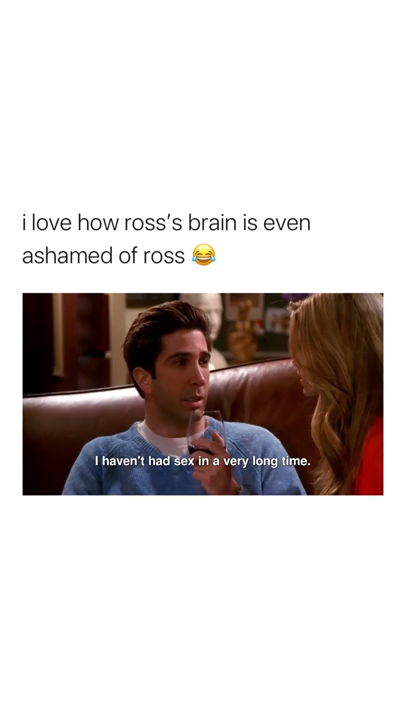 i love how ross's brain is even
ashamed of ross 😂
I haven't had sex in a very long time.